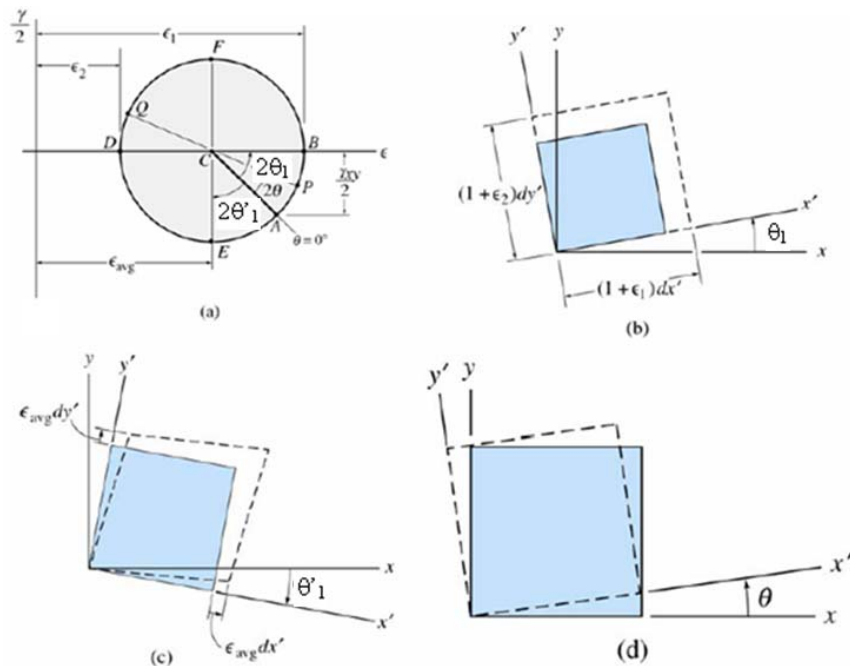 γ/2
ϵ₁
ϵ₂
F
Q
D
C
B
ϵ
2θ₁
γxy/2
2θ
P
2θ'₁
A
θ = 0°
E
ϵavg
(a)
y'
y
(1 + ϵ₂)dy'
x'
θ₁
x
(1 + ϵ₁)dx'
(b)
y
y'
ϵavg dy'
x
θ'₁
x'
ϵavg dx'
(c)
y'
y
x'
θ
x
(d)